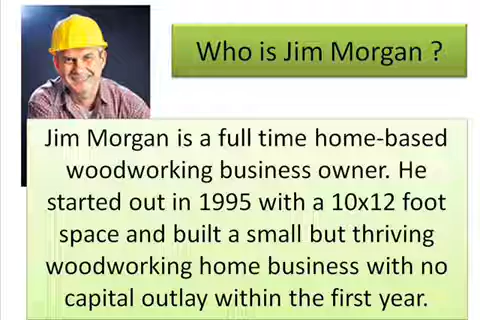 Who is Jim Morgan ?
Jim Morgan is a full time home-based
woodworking business owner. He
started out in 1995 with a 10x12 foot
space and built a small but thriving
woodworking home business with no
capital outlay within the first year.